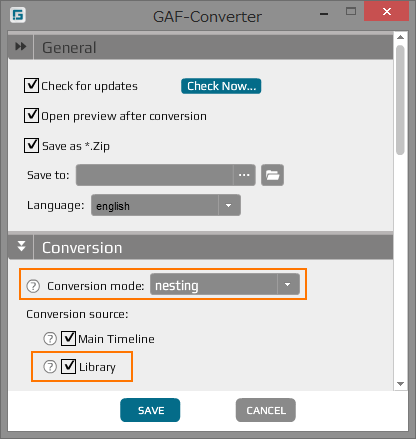 GAF-Converter
General
Check for updates Check Now...
Open preview after conversion
Save as *.Zip
Save to: ...
Language: english
Conversion
? Conversion mode: nesting
Conversion source:
? Main Timeline
? Library
SAVE CANCEL